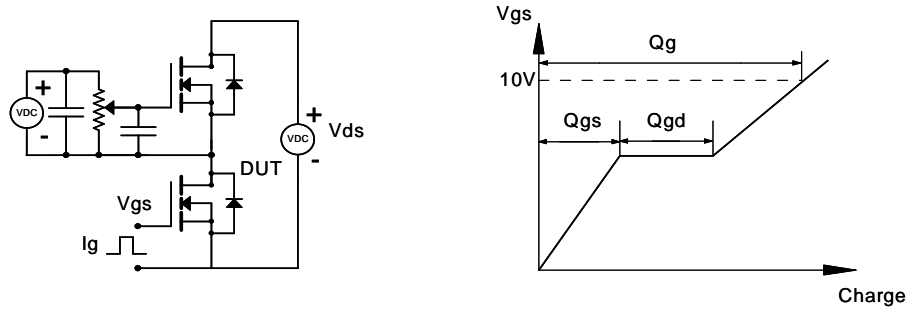 +
VDC
-
+
VDC
-
Vds
DUT
Vgs
Ig
Vgs
Qg
10V
Qgs
Qgd
Charge